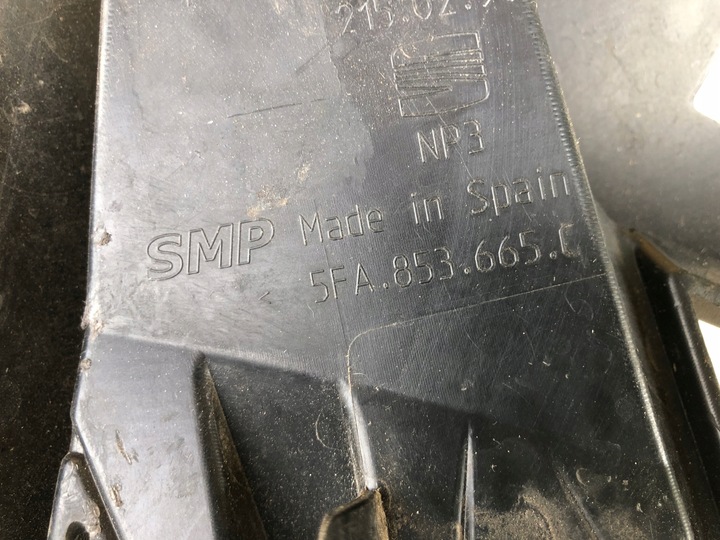 NP3
SMP Made in Spain
5FA.853.665.